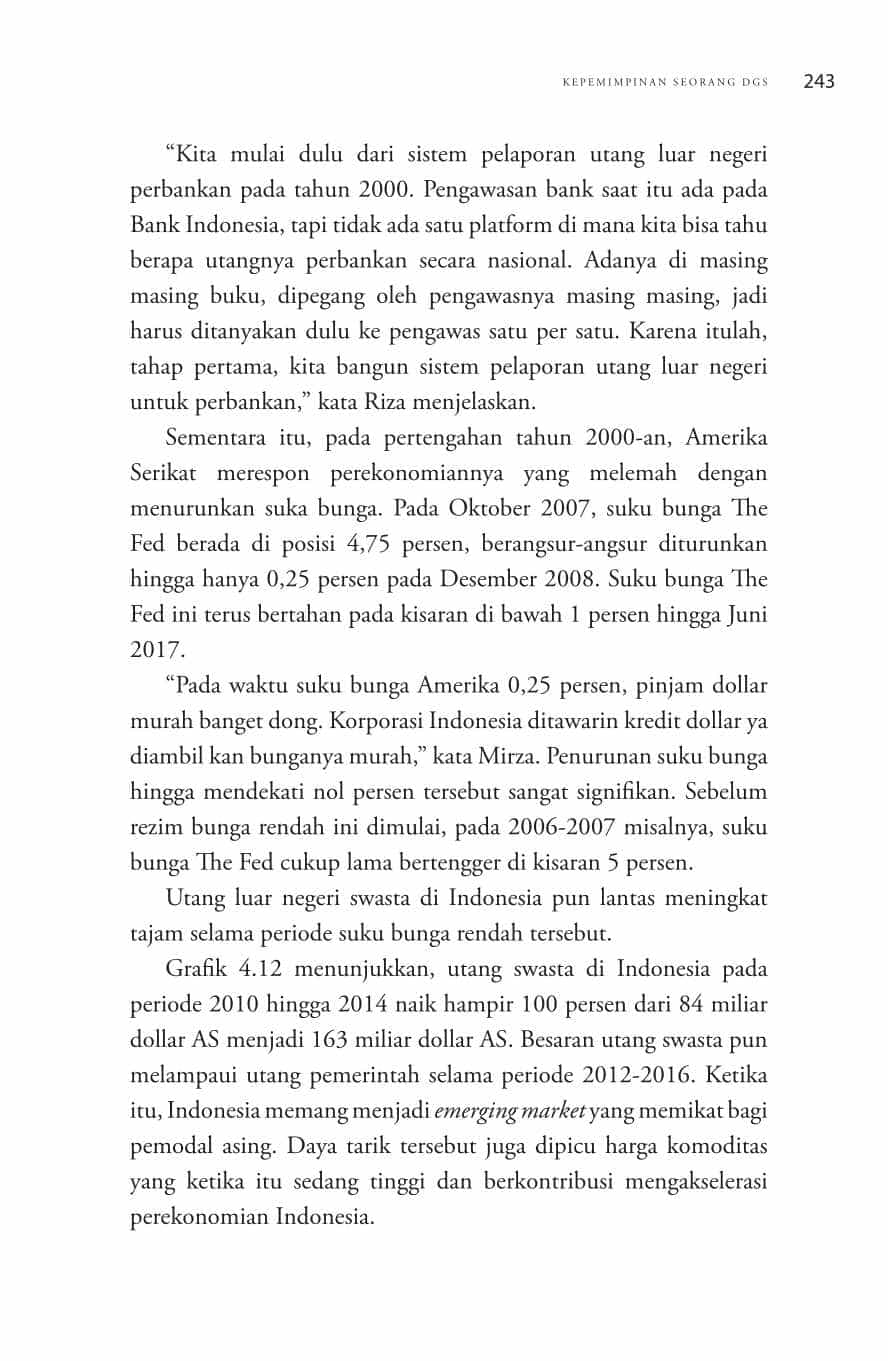 KEPEMIMPINAN SEORANG DGS 243
“Kita mulai dulu dari sistem pelaporan utang luar negeri
perbankan pada tahun 2000. Pengawasan bank saat itu ada pada
Bank Indonesia, tapi tidak ada satu platform di mana kita bisa tahu
berapa utangnya perbankan secara nasional. Adanya di masing
masing buku, dipegang oleh pengawasnya masing masing, jadi
harus ditanyakan dulu ke pengawas satu per satu. Karena itulah,
tahap pertama, kita bangun sistem pelaporan utang luar negeri
untuk perbankan,” kata Riza menjelaskan.
Sementara itu, pada pertengahan tahun 2000-an, Amerika
Serikat merespon perekonomiannya yang melemah dengan
menurunkan suka bunga. Pada Oktober 2007, suku bunga The
Fed berada di posisi 4,75 persen, berangsur-angsur diturunkan
hingga hanya 0,25 persen pada Desember 2008. Suku bunga The
Fed ini terus bertahan pada kisaran di bawah 1 persen hingga Juni
2017.
“Pada waktu suku bunga Amerika 0,25 persen, pinjam dollar
murah banget dong. Korporasi Indonesia ditawarin kredit dollar ya
diambil kan bunganya murah,” kata Mirza. Penurunan suku bunga
hingga mendekati nol persen tersebut sangat signifikan. Sebelum
rezim bunga rendah ini dimulai, pada 2006-2007 misalnya, suku
bunga The Fed cukup lama bertengger di kisaran 5 persen.
Utang luar negeri swasta di Indonesia pun lantas meningkat
tajam selama periode suku bunga rendah tersebut.
Grafik 4.12 menunjukkan, utang swasta di Indonesia pada
periode 2010 hingga 2014 naik hampir 100 persen dari 84 miliar
dollar AS menjadi 163 miliar dollar AS. Besaran utang swasta pun
melampaui utang pemerintah selama periode 2012-2016. Ketika
itu, Indonesia memang menjadi emerging market yang memikat bagi
pemodal asing. Daya tarik tersebut juga dipicu harga komoditas
yang ketika itu sedang tinggi dan berkontribusi mengakselerasi
perekonomian Indonesia.